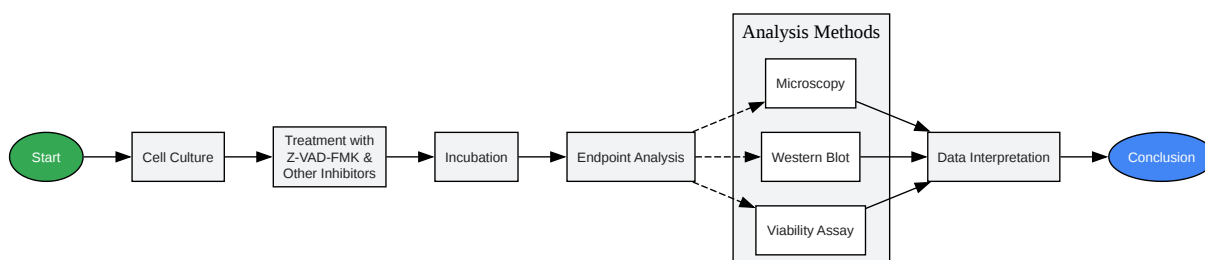 Start
Cell Culture
Treatment with
Z-VAD-FMK &
Other Inhibitors
Incubation
Endpoint Analysis
Analysis Methods
Microscopy
Western Blot
Viability Assay
Data Interpretation
Conclusion